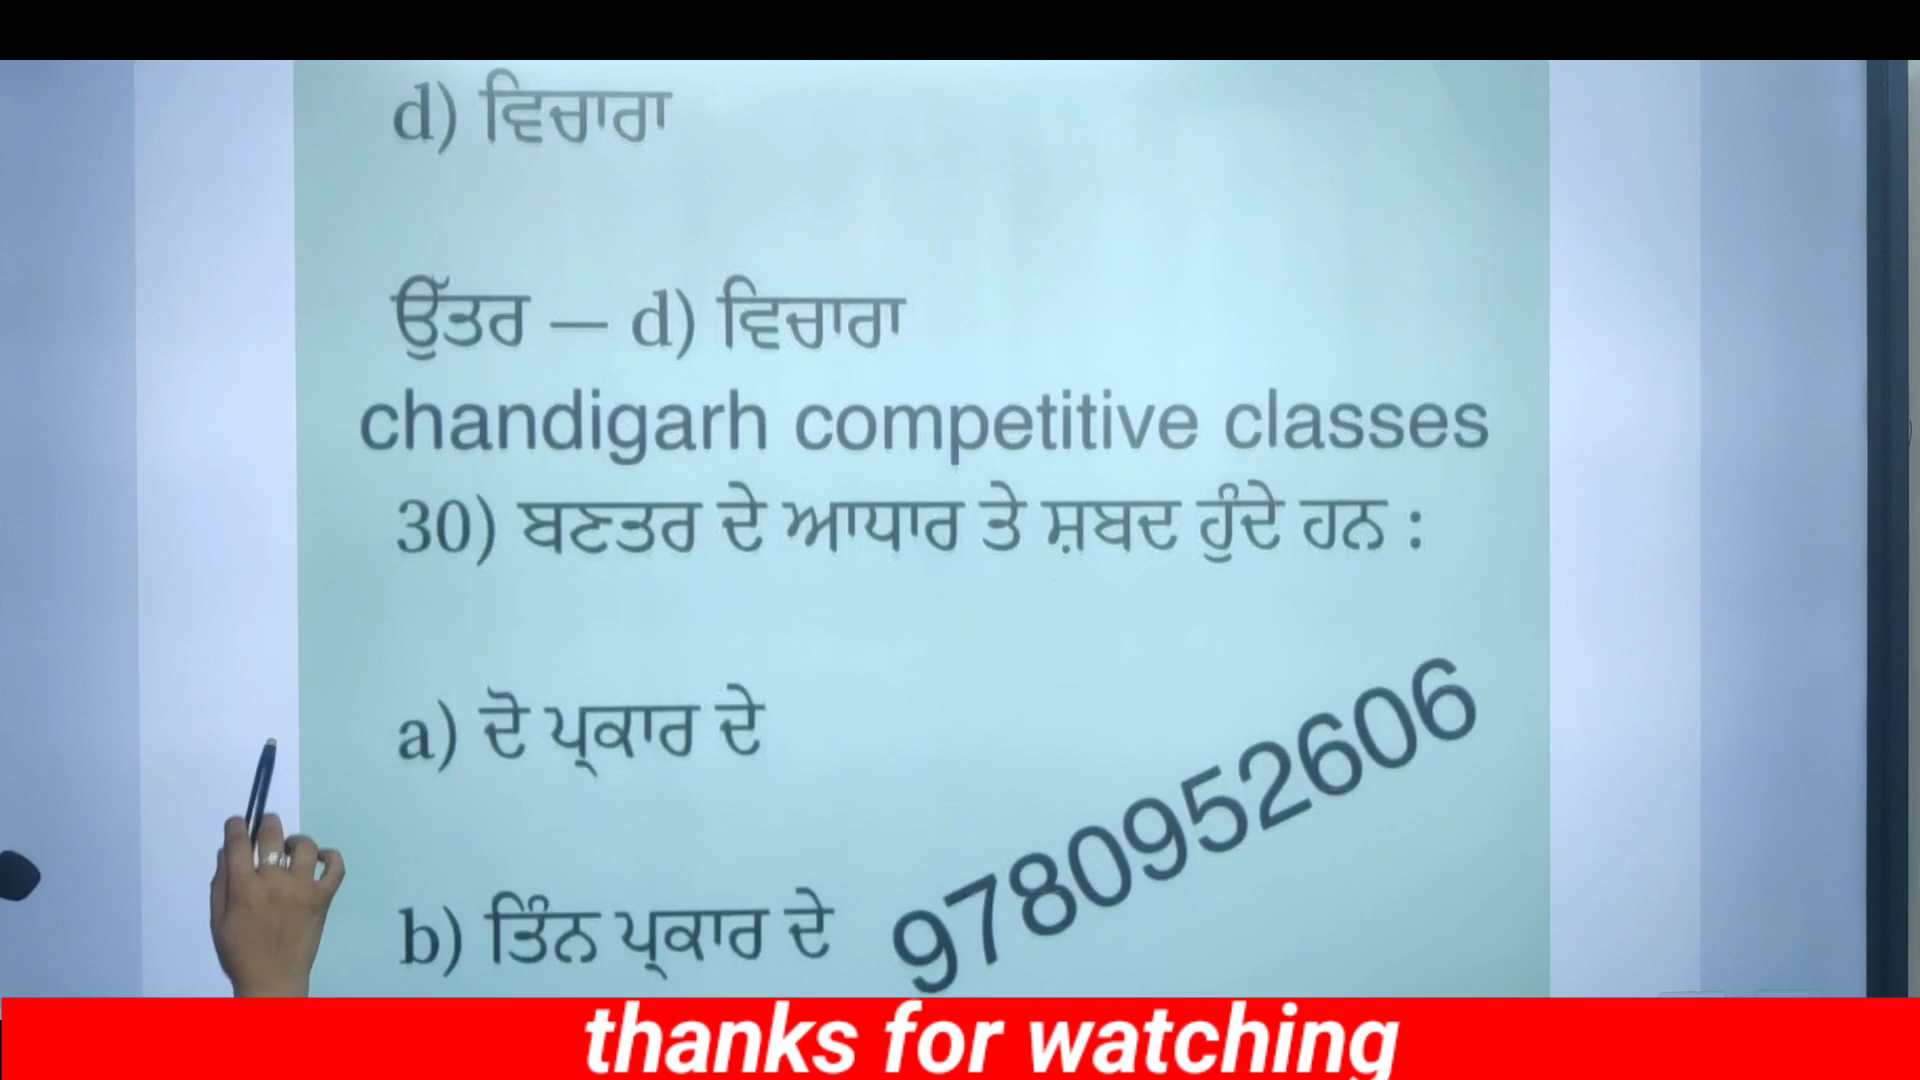 d) ਵਿਚਾਰਾ
ਉੱਤਰ — d) ਵਿਚਾਰਾ
chandigarh competitive classes
30) ਬਣਤਰ ਦੇ ਆਧਾਰ ਤੇ ਸ਼ਬਦ ਹੁੰਦੇ ਹਨ :
a) ਦੋ ਪ੍ਰਕਾਰ ਦੇ
b) ਤਿੰਨ ਪ੍ਰਕਾਰ ਦੇ
9780952606
thanks for watching